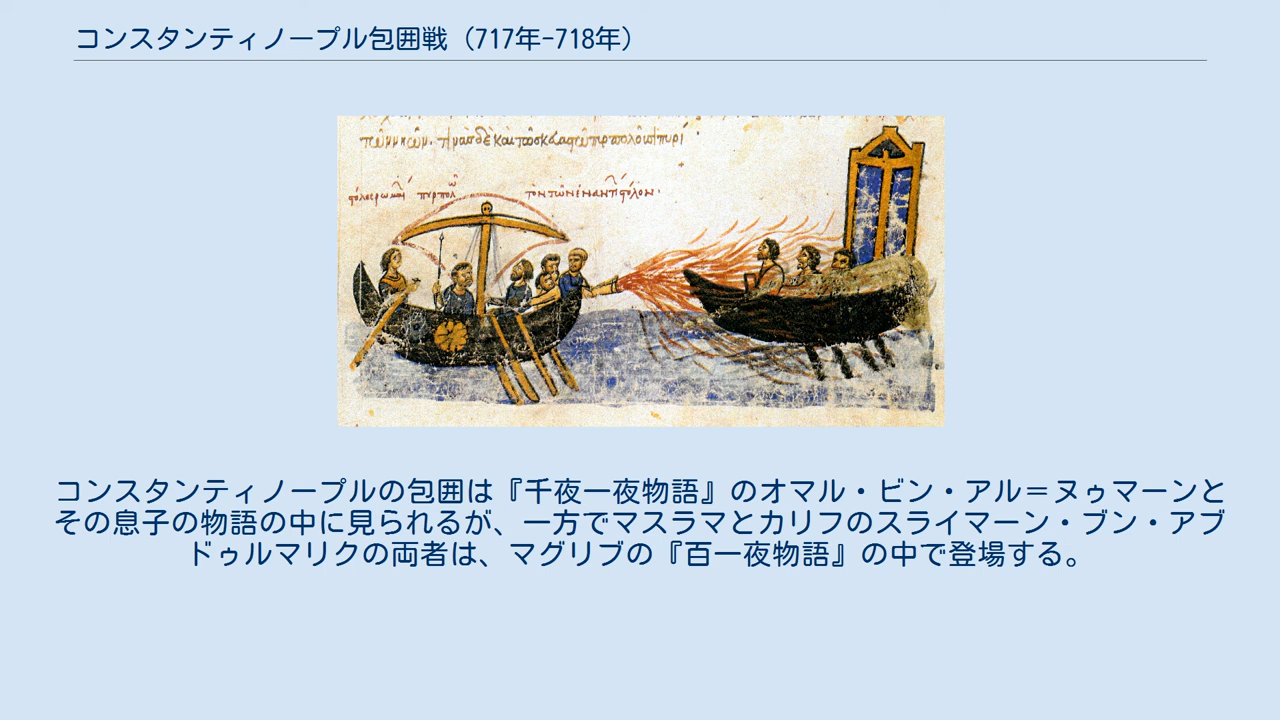 コンスタンティノープル包囲戦（717年-718年）
コンスタンティノープルの包囲は『千夜一夜物語』のオマル・ビン・アル＝ヌゥマーンと
その息子の物語の中に見られるが、一方でマスラマとカリフのスライマーン・ブン・アブ
ドゥルマリクの両者は、マグリブの『百一夜物語』の中で登場する。